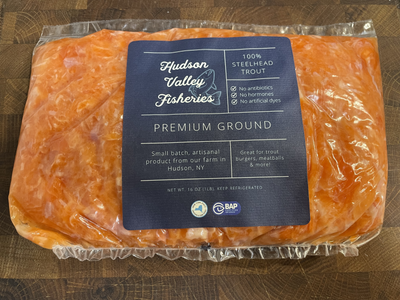 Hudson
Valley
Fisheries
100%
STEELHEAD
TROUT
No antibiotics
No hormones
No artificial dyes
PREMIUM GROUND
Small batch, artisanal
product from our farm in
Hudson, NY
Great for trout
burgers, meatballs
& more!
NET WT. 16 OZ (1LB), KEEP REFRIGERATED
BAP